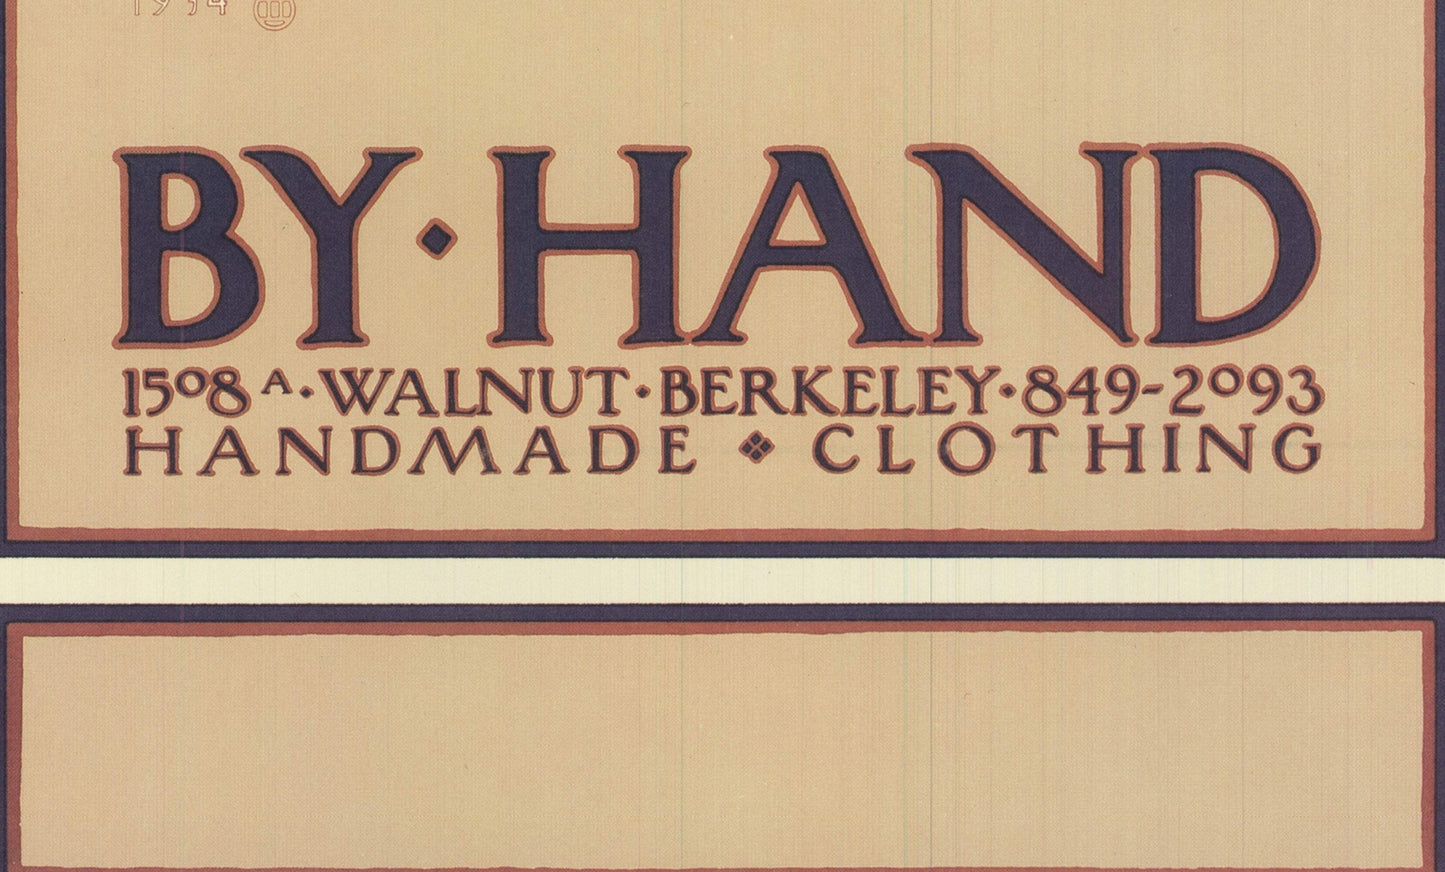 BY·HAND
1508 A·WALNUT·BERKELEY·849-2093
HANDMADE ❖ CLOTHING